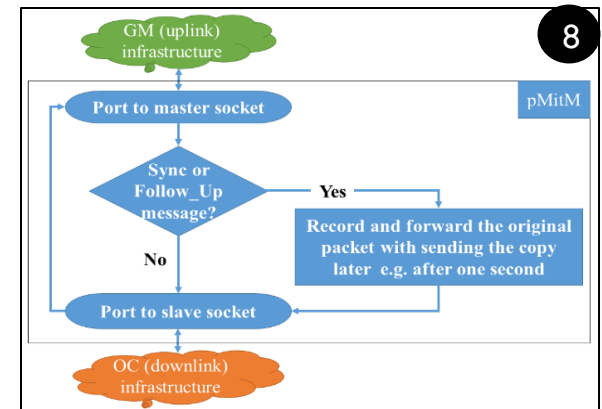 GM (uplink)
infrastructure
8
pMitM
Port to master socket
Sync or
Follow_Up
message?
Yes
Record and forward the original
packet with sending the copy
later e.g. after one second
No
Port to slave socket
OC (downlink)
infrastructure